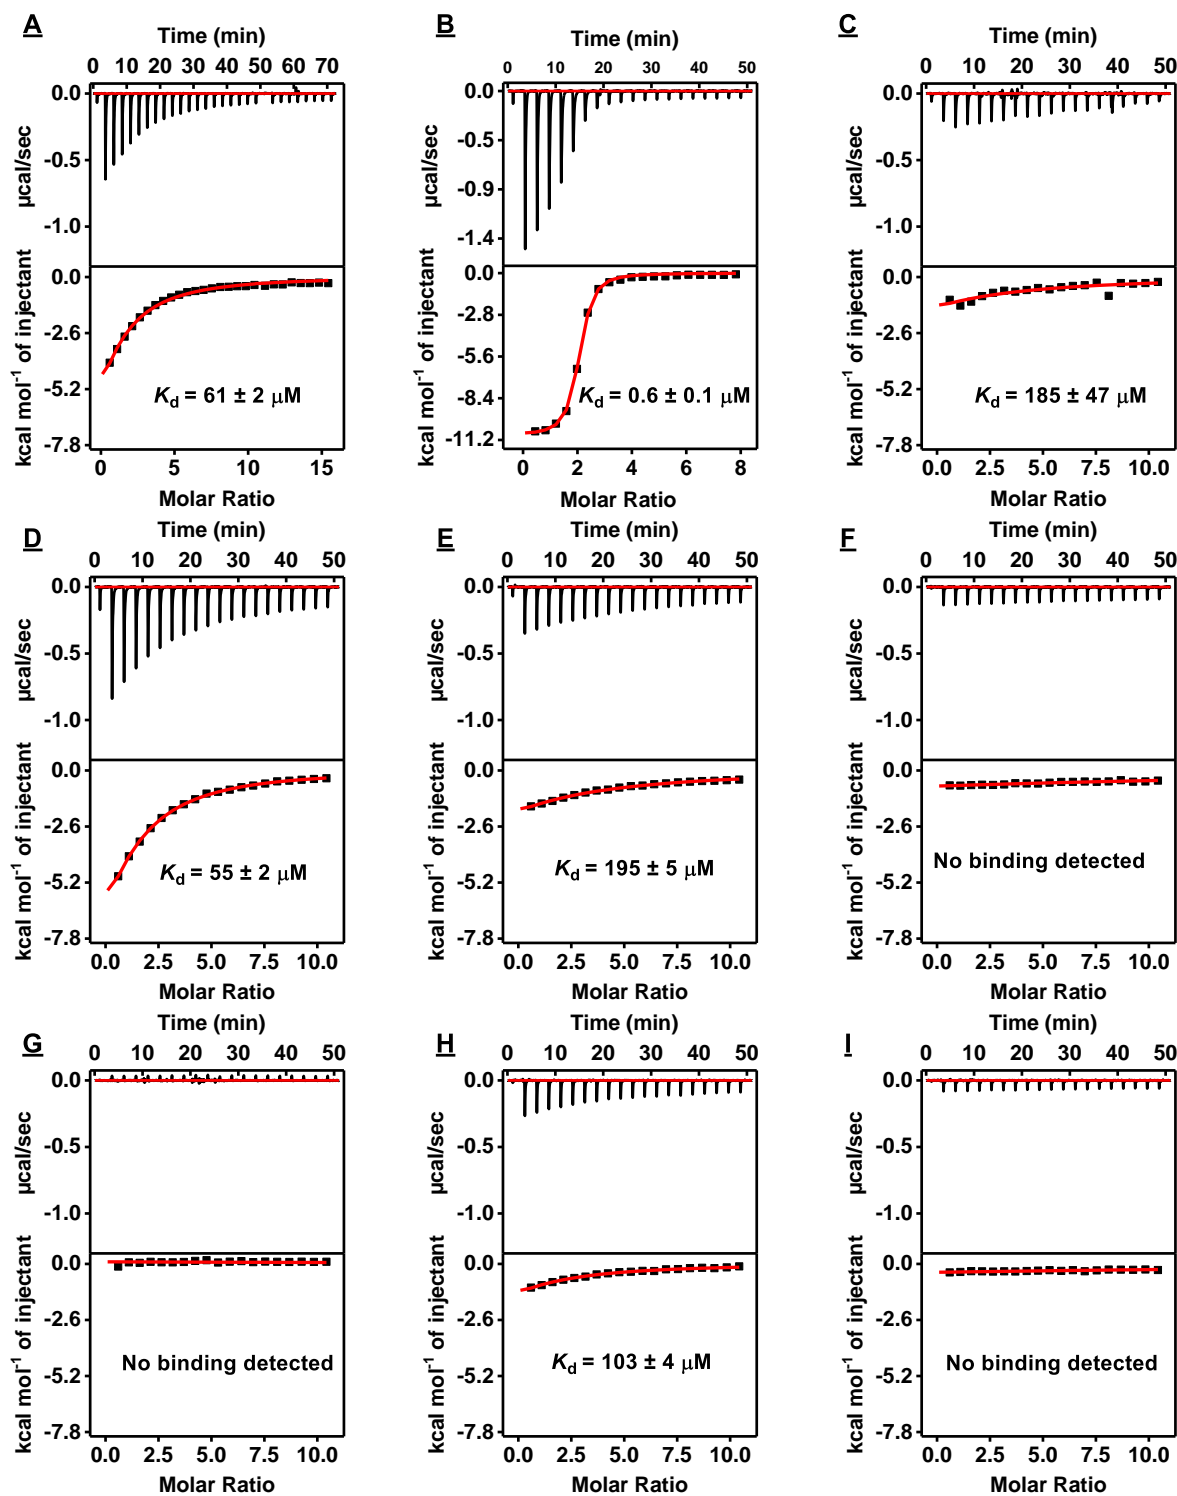 A
Time (min)
0 10 20 30 40 50 60 70
0.0
-0.5
-1.0
µcal/sec
0.0
-2.6
-5.2
-7.8
kcal mol⁻¹ of injectant
Kd = 61 ± 2 µM
0 5 10 15
Molar Ratio
B
Time (min)
0 10 20 30 40 50
0.0
-0.5
-0.9
-1.4
µcal/sec
0.0
-2.8
-5.6
-8.4
-11.2
kcal mol⁻¹ of injectant
Kd = 0.6 ± 0.1 µM
0 2 4 6 8
Molar Ratio
C
Time (min)
0 10 20 30 40 50
0.0
-0.5
-1.0
µcal/sec
0.0
-2.6
-5.2
-7.8
kcal mol⁻¹ of injectant
Kd = 185 ± 47 µM
0.0 2.5 5.0 7.5 10.0
Molar Ratio
D
Time (min)
0 10 20 30 40 50
0.0
-0.5
-1.0
µcal/sec
0.0
-2.6
-5.2
-7.8
kcal mol⁻¹ of injectant
Kd = 55 ± 2 µM
0.0 2.5 5.0 7.5 10.0
Molar Ratio
E
Time (min)
0 10 20 30 40 50
0.0
-0.5
-1.0
µcal/sec
0.0
-2.6
-5.2
-7.8
kcal mol⁻¹ of injectant
Kd = 195 ± 5 µM
0.0 2.5 5.0 7.5 10.0
Molar Ratio
F
Time (min)
0 10 20 30 40 50
0.0
-0.5
-1.0
µcal/sec
0.0
-2.6
-5.2
-7.8
kcal mol⁻¹ of injectant
No binding detected
0.0 2.5 5.0 7.5 10.0
Molar Ratio
G
Time (min)
0 10 20 30 40 50
0.0
-0.5
-1.0
µcal/sec
0.0
-2.6
-5.2
-7.8
kcal mol⁻¹ of injectant
No binding detected
0.0 2.5 5.0 7.5 10.0
Molar Ratio
H
Time (min)
0 10 20 30 40 50
0.0
-0.5
-1.0
µcal/sec
0.0
-2.6
-5.2
-7.8
kcal mol⁻¹ of injectant
Kd = 103 ± 4 µM
0.0 2.5 5.0 7.5 10.0
Molar Ratio
I
Time (min)
0 10 20 30 40 50
0.0
-0.5
-1.0
µcal/sec
0.0
-2.6
-5.2
-7.8
kcal mol⁻¹ of injectant
No binding detected
0.0 2.5 5.0 7.5 10.0
Molar Ratio